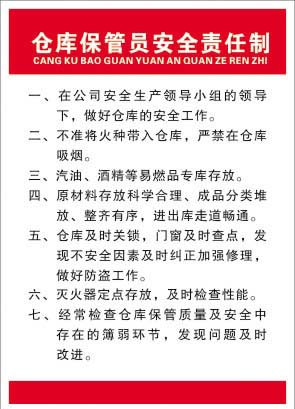 仓库保管员安全责任制
CANG KU BAO GUAN YUAN AN QUAN ZE REN ZHI
一、在公司安全生产领导小组的领导
下，做好仓库的安全工作。
二、不准将火种带入仓库，严禁在仓库
吸烟。
三、汽油、酒精等易燃品专库存放。
四、原材料存放科学合理、成品分类堆
放、整齐有序，进出库走道畅通。
五、仓库及时关锁，门窗及时查点，发
现不安全因素及时纠正加强修理，
做好防盗工作。
六、灭火器定点存放，及时检查性能。
七、经常检查仓库保管质量及安全中
存在的簿弱环节，发现问题及时
改进。